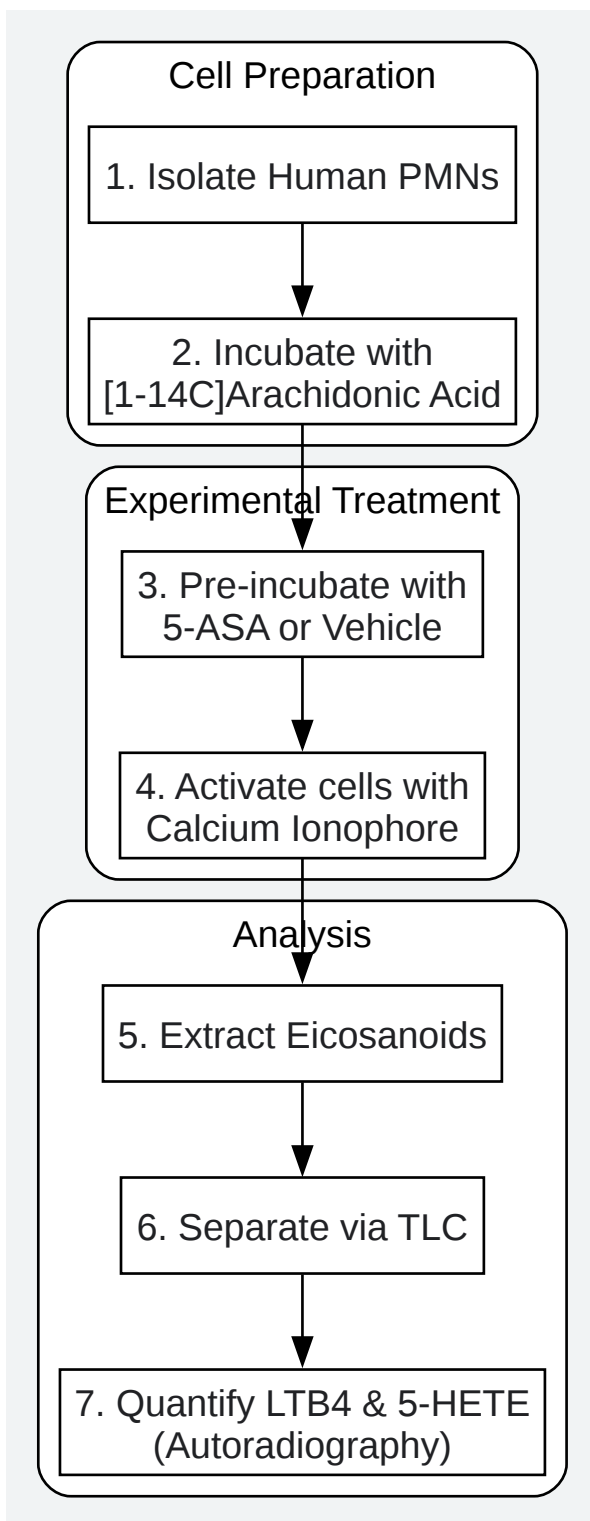 Cell Preparation
1. Isolate Human PMNs
2. Incubate with
[1-14C]Arachidonic Acid
Experimental Treatment
3. Pre-incubate with
5-ASA or Vehicle
4. Activate cells with
Calcium Ionophore
Analysis
5. Extract Eicosanoids
6. Separate via TLC
7. Quantify LTB4 & 5-HETE
(Autoradiography)